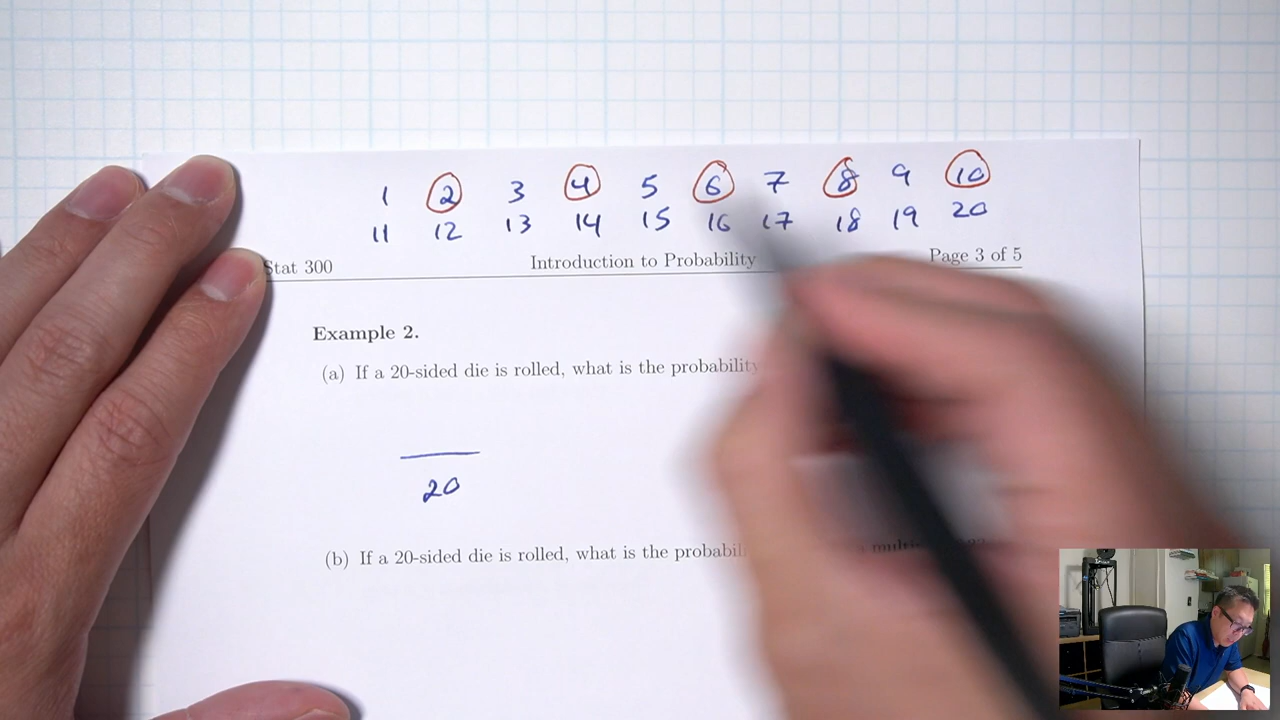 1 2 3 4 5 6 7 8 9 10
11 12 13 14 15 16 17 18 19 20
Stat 300 Introduction to Probability Page 3 of 5
Example 2.
(a) If a 20-sided die is rolled, what is the probability
20
(b) If a 20-sided die is rolled, what is the